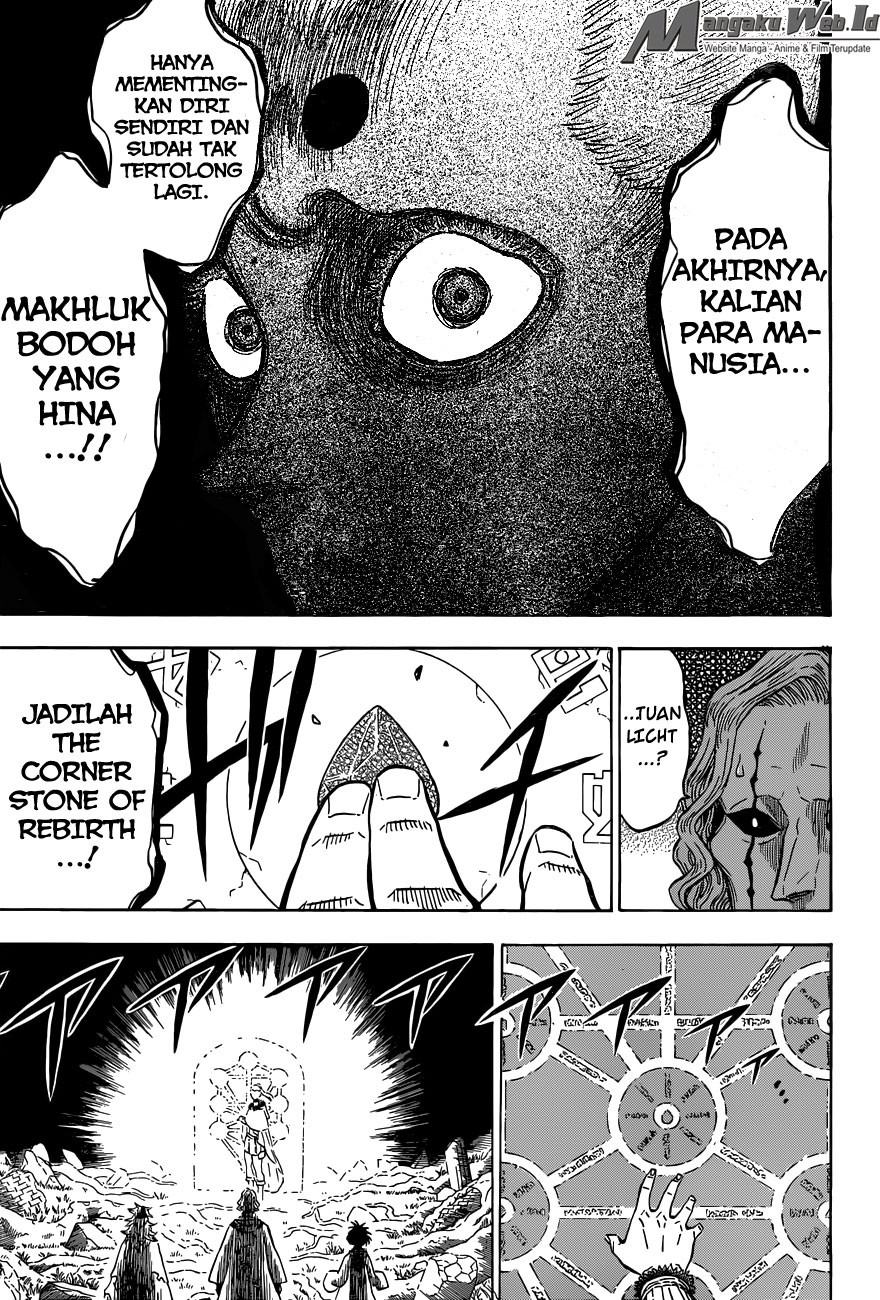 Mangaku.Web.Id
Website Manga - Anime & Film Terupdate
PADA
AKHIRNYA,
KALIAN
PARA MA-
NUSIA...
HANYA
MEMENTING-
KAN DIRI
SENDIRI DAN
SUDAH TAK
TERTOLONG
LAGI.
MAKHLUK
BODOH
YANG
HINA
...!!
..TUAN
LICHT
...?
JADILAH
THE
CORNER
STONE OF
REBIRTH
....!